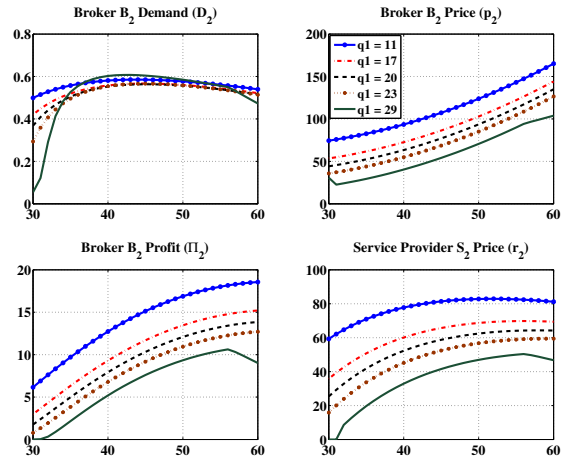 Broker B2 Demand (D2)
0.8
0.6
0.4
0.2
0
30 40 50 60
Broker B2 Price (p2)
200
150
100
50
0
30 40 50 60
q1 = 11
q1 = 17
q1 = 20
q1 = 23
q1 = 29
Broker B2 Profit (Π2)
20
15
10
5
0
30 40 50 60
Service Provider S2 Price (r2)
100
80
60
40
20
0
30 40 50 60